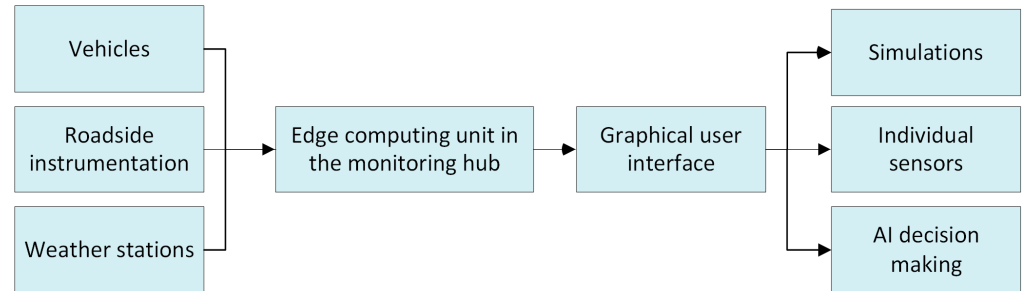 Vehicles
Roadside
instrumentation
Weather stations
Edge computing unit in
the monitoring hub
Graphical user
interface
Simulations
Individual
sensors
AI decision
making